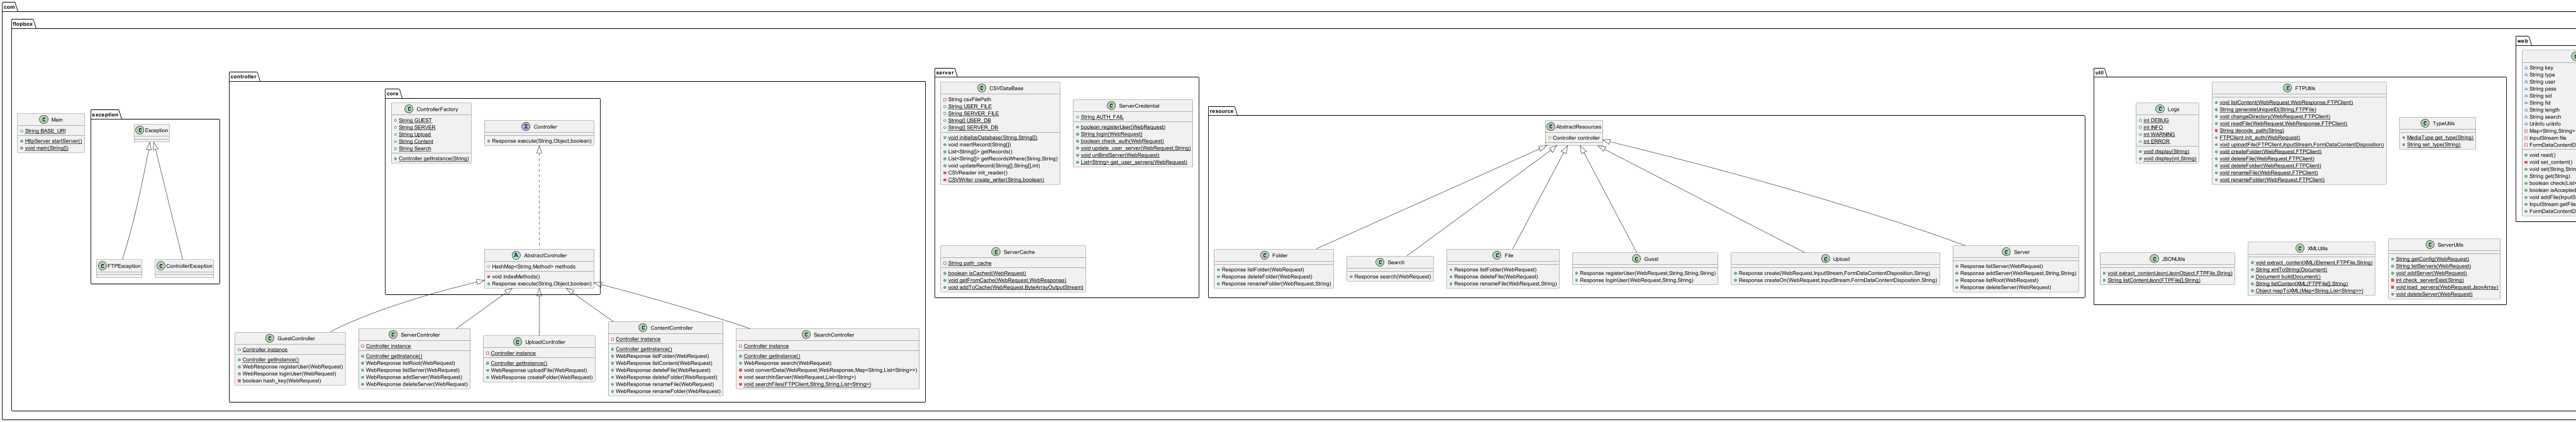 com
flopbox
Main
String BASE_URI
HttpServer startServer()
void main(String[])
exception
Exception
FTPException
ControllerException
controller
core
ControllerFactory
String GUEST
String SERVER
String Upload
String Content
String Search
Controller getInstance(String)
Controller
Response execute(String,Object,boolean)
AbstractController
HashMap<String,Method> methods
void indexMethods()
Response execute(String,Object,boolean)
GuestController
Controller instance
Controller getInstance()
WebResponse registerUser(WebRequest)
WebResponse loginUser(WebRequest)
boolean hash_key(WebRequest)
ServerController
Controller instance
Controller getInstance()
WebResponse listRoot(WebRequest)
WebResponse listServer(WebRequest)
WebResponse addServer(WebRequest)
WebResponse deleteServer(WebRequest)
UploadController
Controller instance
Controller getInstance()
WebResponse uploadFile(WebRequest)
WebResponse createFolder(WebRequest)
ContentController
Controller instance
Controller getInstance()
WebResponse listFolder(WebRequest)
WebResponse listContent(WebRequest)
WebResponse deleteFile(WebRequest)
WebResponse deleteFolder(WebRequest)
WebResponse renameFile(WebRequest)
WebResponse renameFolder(WebRequest)
SearchController
Controller instance
Controller getInstance()
WebResponse search(WebRequest)
void convertData(WebRequest,WebResponse,Map<String,List<String>>)
void searchInServer(WebRequest,List<String>)
void searchFiles(FTPClient,String,String,List<String>)
server
CSVDataBase
String csvFilePath
String USER_FILE
String SERVER_FILE
String[] USER_DB
String[] SERVER_DB
void initializeDatabase(String,String[])
void insertRecord(String[])
List<String[]> getRecords()
List<String[]> getRecordsWhere(String,String)
void updateRecord(String[],String[],int)
CSVReader init_reader()
CSVWriter create_writer(String,boolean)
ServerCredential
String AUTH_FAIL
boolean registerUser(WebRequest)
String login(WebRequest)
boolean check_auth(WebRequest)
void update_user_server(WebRequest,String)
void unBindServer(WebRequest)
List<String> get_user_servers(WebRequest)
ServerCache
String path_cache
boolean isCached(WebRequest)
void getFromCache(WebRequest,WebResponse)
void addToCache(WebRequest,ByteArrayOutputStream)
resource
AbstractResources
Controller controller
Folder
Response listFolder(WebRequest)
Response deleteFolder(WebRequest)
Response renameFolder(WebRequest,String)
Search
Response search(WebRequest)
File
Response listFolder(WebRequest)
Response deleteFile(WebRequest)
Response renameFile(WebRequest,String)
Guest
Response registerUser(WebRequest,String,String,String)
Response loginUser(WebRequest,String,String)
Upload
Response create(WebRequest,InputStream,FormDataContentDisposition,String)
Response createOn(WebRequest,InputStream,FormDataContentDisposition,String)
Server
Response listServer(WebRequest)
Response addServer(WebRequest,String,String)
Response listRoot(WebRequest)
Response deleteServer(WebRequest)
util
Logs
int DEBUG
int INFO
int WARNING
int ERROR
void display(String)
void display(int,String)
FTPUtils
void listContent(WebRequest,WebResponse,FTPClient)
String generateUniqueID(String,FTPFile)
void changeDirectory(WebRequest,FTPClient)
void readFile(WebRequest,WebResponse,FTPClient)
String decode_path(String)
FTPClient init_auth(WebRequest)
void uploadFile(FTPClient,InputStream,FormDataContentDisposition)
void createFolder(WebRequest,FTPClient)
void deleteFile(WebRequest,FTPClient)
void deleteFolder(WebRequest,FTPClient)
void renameFile(WebRequest,FTPClient)
void renameFolder(WebRequest,FTPClient)
TypeUtils
MediaType get_type(String)
String set_type(String)
JSONUtils
void extract_contentJson(JsonObject,FTPFile,String)
String listContentJson(FTPFile[],String)
XMLUtils
void extract_contentXML(Element,FTPFile,String)
String xmlToString(Document)
Document buildDocument()
String listContentXML(FTPFile[],String)
Object mapToXML(Map<String,List<String>>)
ServerUtils
String getConfig(WebRequest)
String listServers(WebRequest)
void addServer(WebRequest)
int check_serverExist(String)
void load_servers(WebRequest,JsonArray)
void deleteServer(WebRequest)
web
String key
String type
String user
String pass
String sid
String fid
String length
String search
UriInfo uriInfo
Map<String,String>
InputStream file
FormDataContentD
void read()
void set_content()
void set(String,Strin
String get(String)
boolean check(List<
boolean isAccepted
void addFile(InputS
InputStream getFile
FormDataContentD